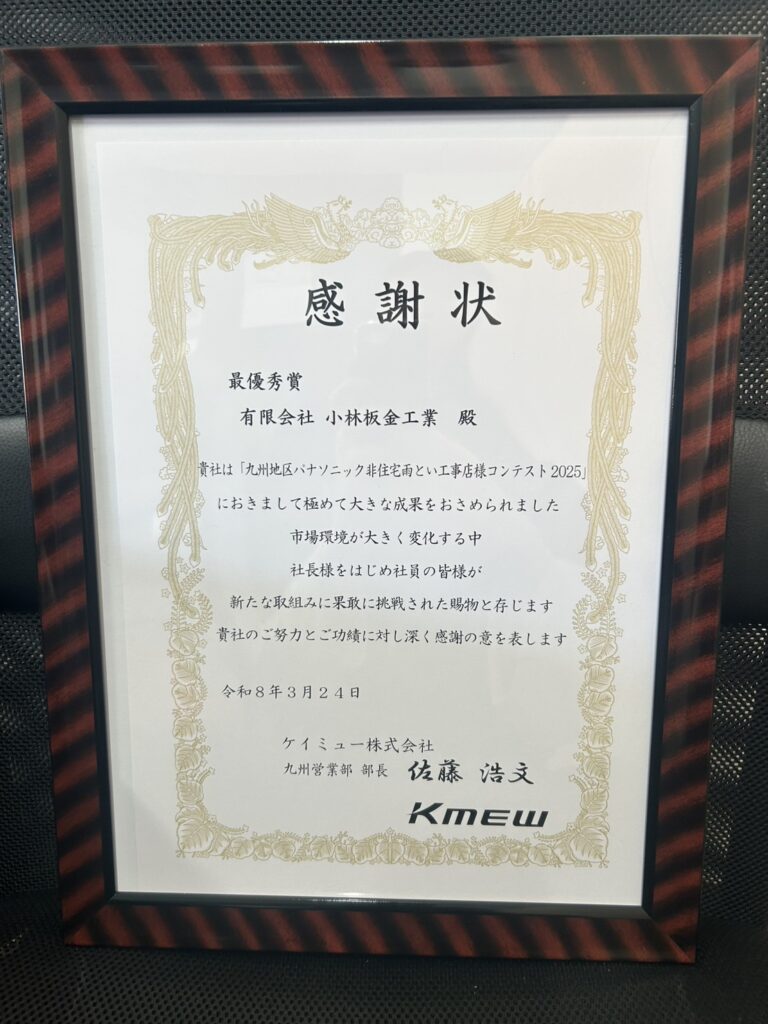 感謝状
最優秀賞
有限会社 小林板金工業 殿
貴社は「九州地区パナソニック非住宅雨とい工事店様コンテスト2025」
におきまして極めて大きな成果をおさめられました
市場環境が大きく変化する中
社長様をはじめ社員の皆様が
新たな取組みに果敢に挑戦された賜物と存じます
貴社のご努力とご功績に対し深く感謝の意を表します
令和8年3月24日
ケイミュー株式会社
九州営業部 部長 佐藤 浩文
KMEW